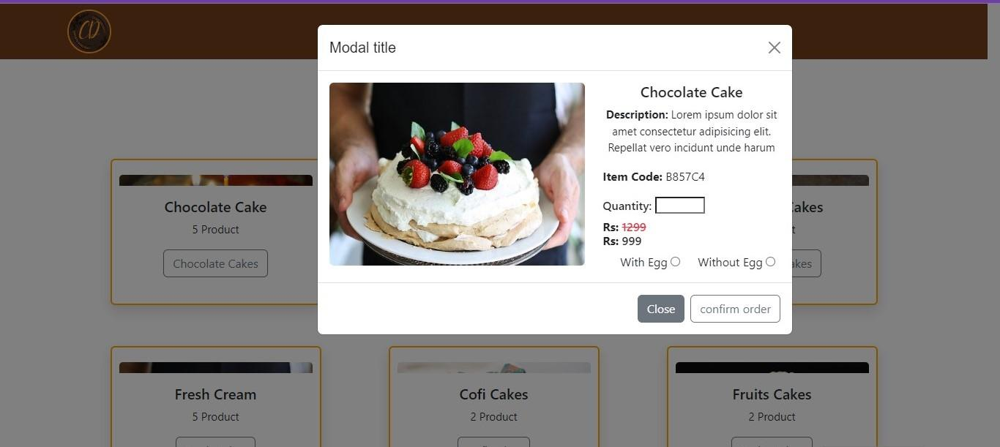 CD
Modal title
Chocolate Cake
Description: Lorem ipsum dolor sit
amet consectetur adipisicing elit.
Repellat vero incidunt unde harum
Item Code: B857C4
Quantity:
Rs: 1299
Rs: 999
With Egg Without Egg
Close confirm order
Chocolate Cake
5 Product
Chocolate Cakes
Fresh Cream
5 Product
Cofi Cakes
2 Product
Fruits Cakes
2 Product